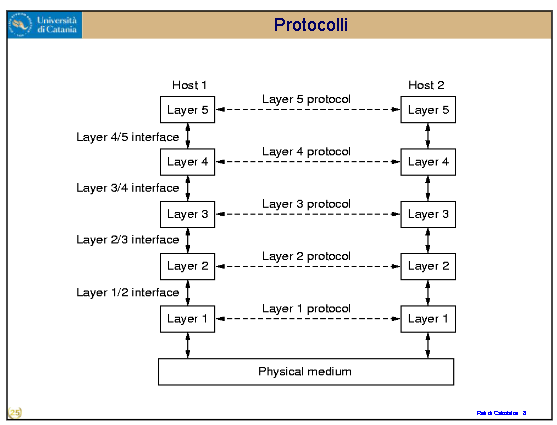 Università
di Catania
Protocolli
Host 1
Host 2
Layer 5
Layer 5 protocol
Layer 5
Layer 4/5 interface
Layer 4
Layer 4 protocol
Layer 4
Layer 3/4 interface
Layer 3
Layer 3 protocol
Layer 3
Layer 2/3 interface
Layer 2
Layer 2 protocol
Layer 2
Layer 1/2 interface
Layer 1
Layer 1 protocol
Layer 1
Physical medium
Reti di Calcolatori